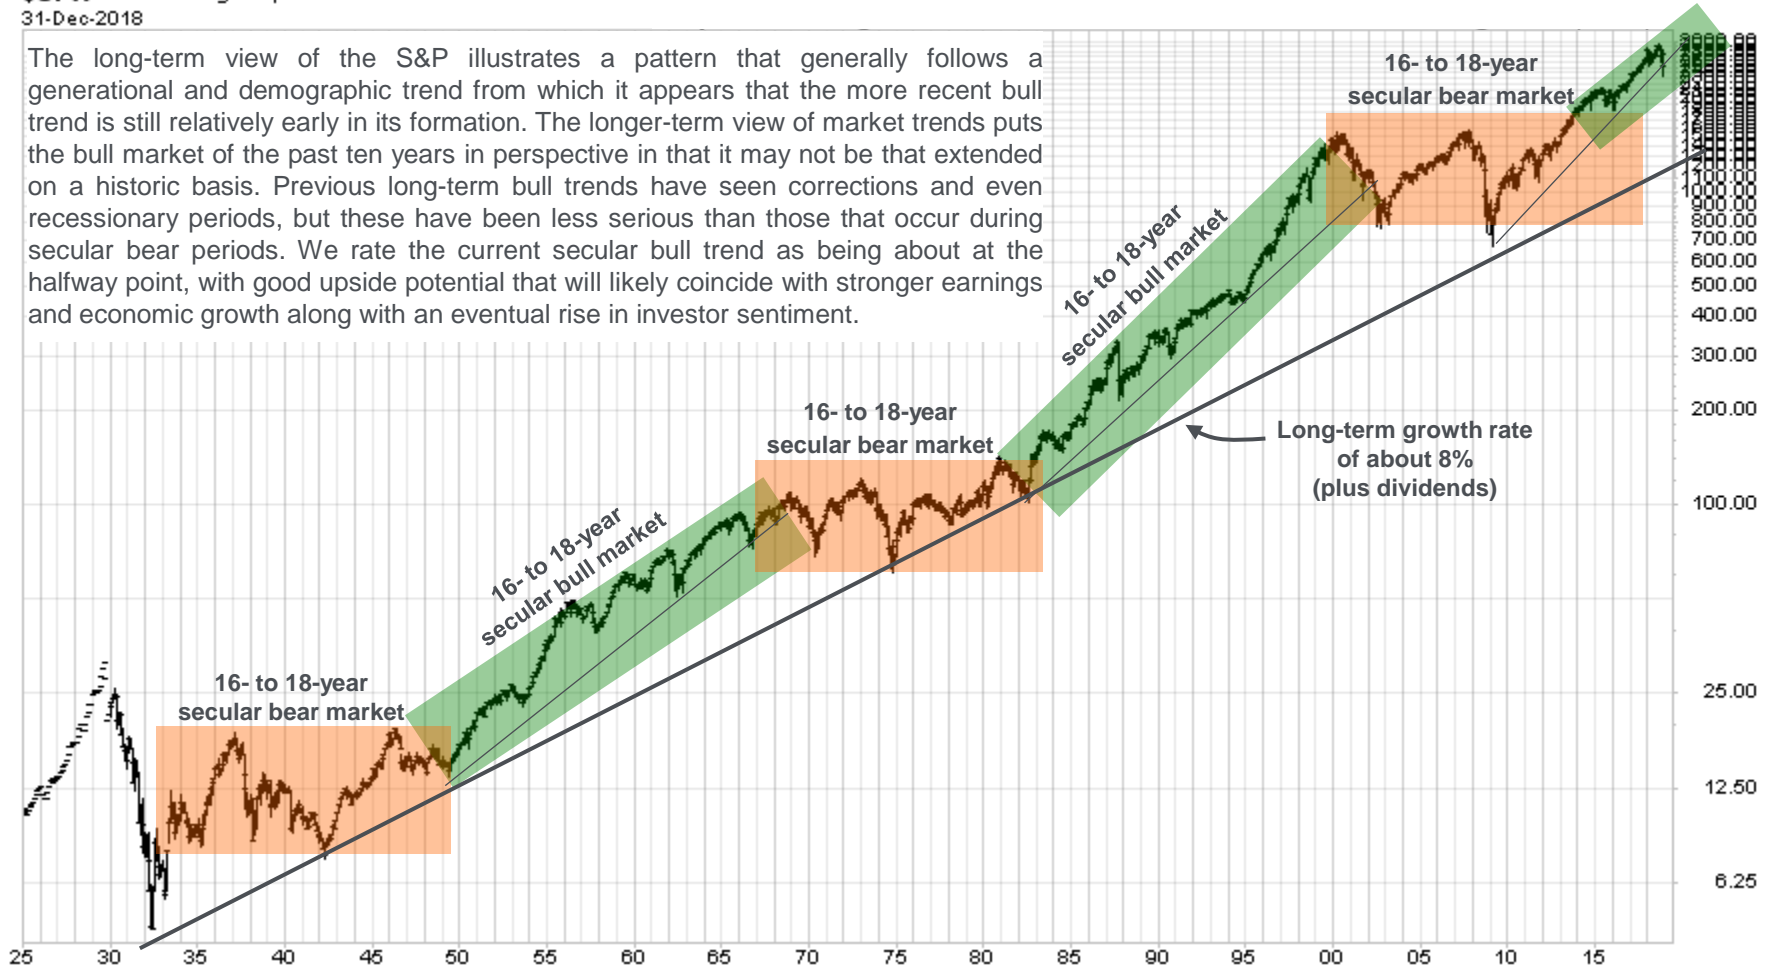 31-Dec-2018
The long-term view of the S&P illustrates a pattern that generally follows a
generational and demographic trend from which it appears that the more recent bull
trend is still relatively early in its formation. The longer-term view of market trends puts
the bull market of the past ten years in perspective in that it may not be that extended
on a historic basis. Previous long-term bull trends have seen corrections and even
recessionary periods, but these have been less serious than those that occur during
secular bear periods. We rate the current secular bull trend as being about at the
halfway point, with good upside potential that will likely coincide with stronger earnings
and economic growth along with an eventual rise in investor sentiment.
16- to 18-year
secular bear market
16- to 18-year
secular bull market
16- to 18-year
secular bear market
16- to 18-year
secular bull market
16- to 18-year
secular bear market
Long-term growth rate
of about 8%
(plus dividends)
1000.00
900.00
800.00
700.00
600.00
500.00
400.00
300.00
200.00
100.00
25.00
12.50
6.25
25 30 35 40 45 50 55 60 65 70 75 80 85 90 95 00 05 10 15